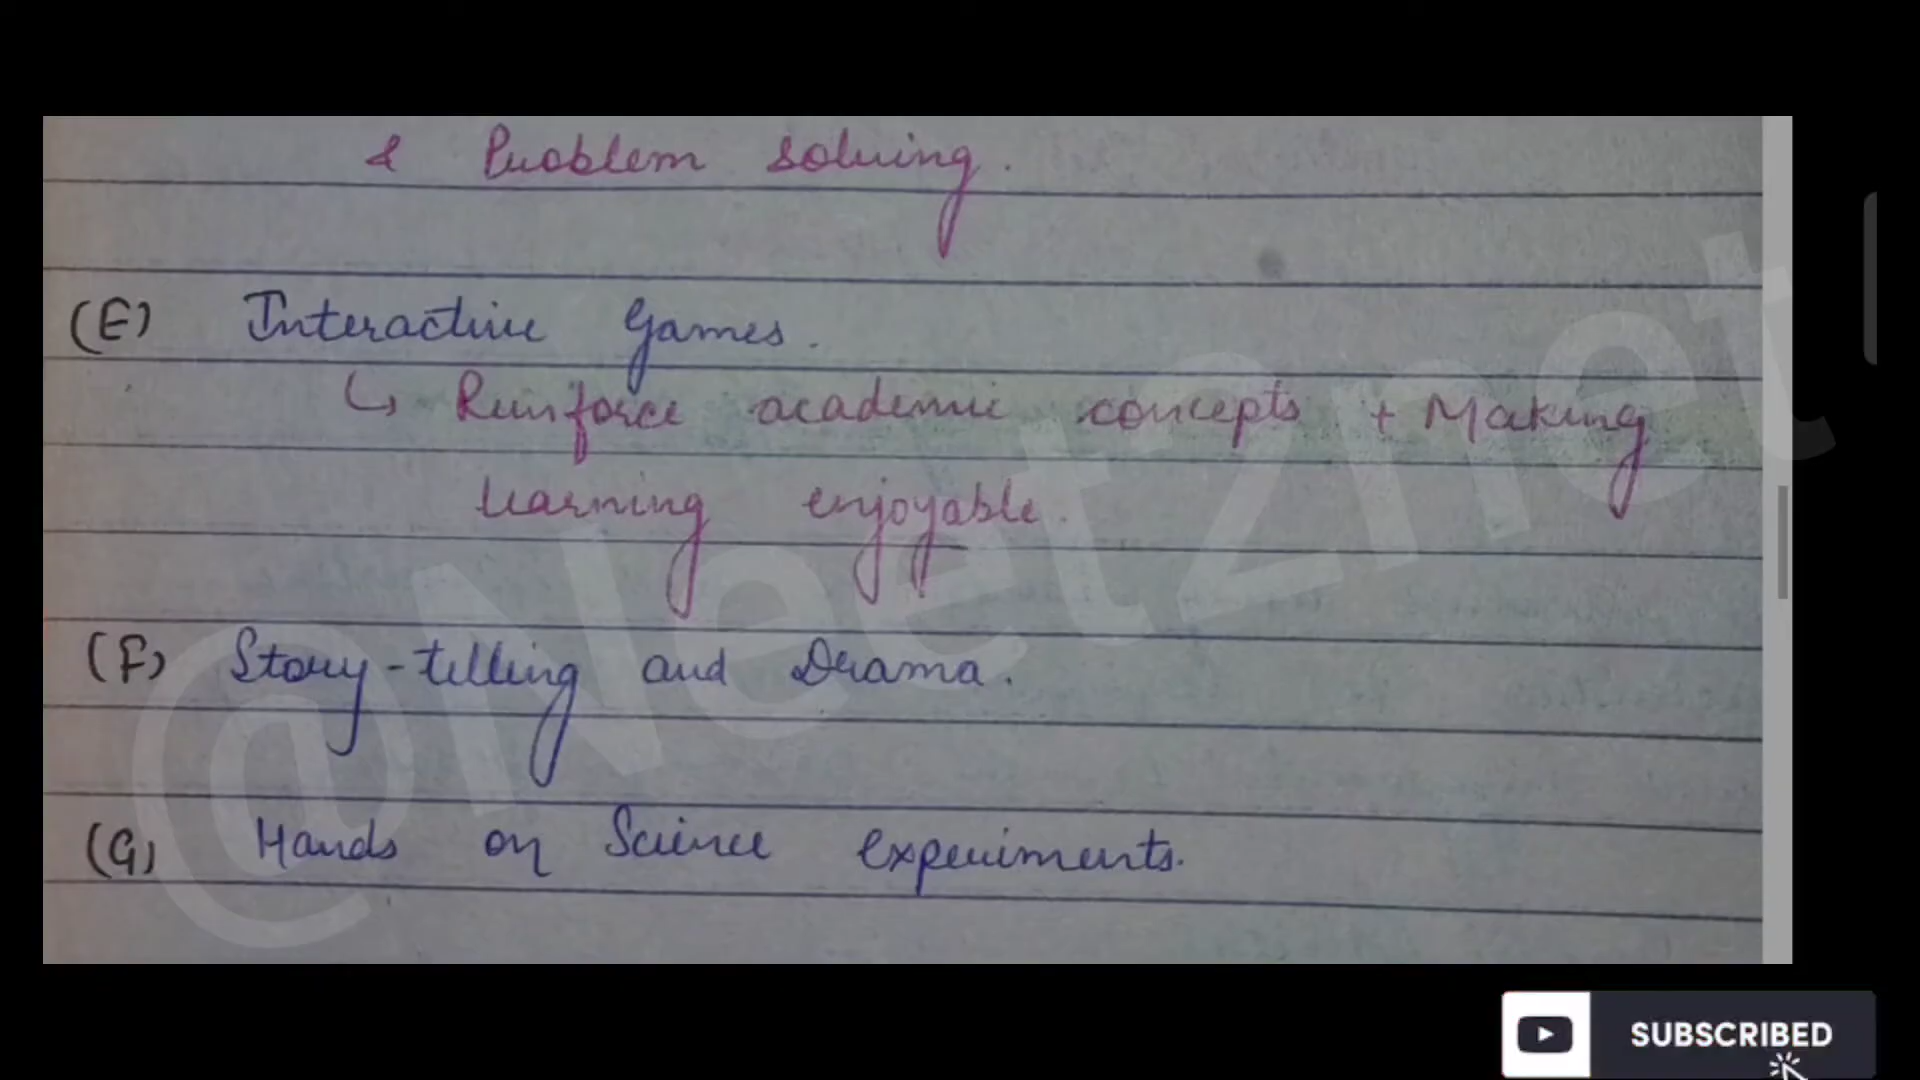 & Problem solving.
(E) Interactive Games.
↳ Reinforce academic concepts + Making
learning enjoyable.
(F) Story-telling and Drama.
(G) Hands on Science experiments.
@Neetznet
SUBSCRIBED